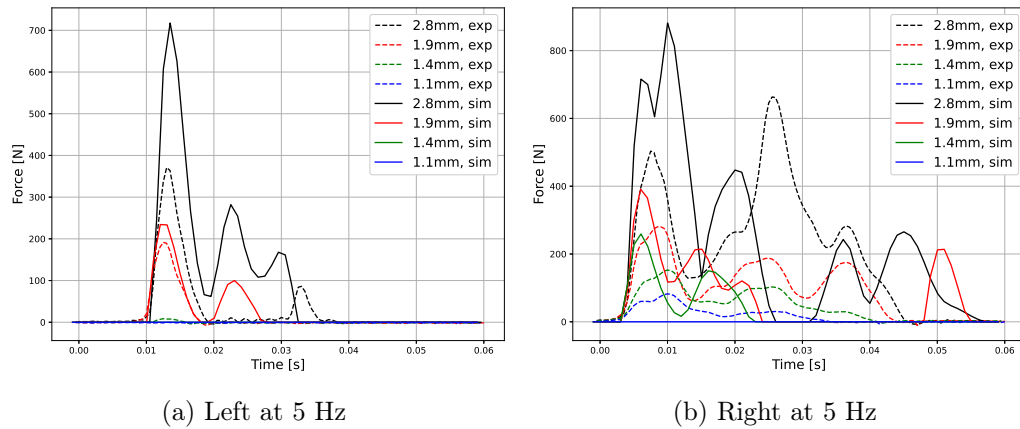 700
600
500
400
300
200
100
0
Force [N]
0.00 0.01 0.02 0.03 0.04 0.05 0.06
Time [s]
2.8mm, exp
1.9mm, exp
1.4mm, exp
1.1mm, exp
2.8mm, sim
1.9mm, sim
1.4mm, sim
1.1mm, sim
(a) Left at 5 Hz
800
600
400
200
0
Force [N]
0.00 0.01 0.02 0.03 0.04 0.05 0.06
Time [s]
2.8mm, exp
1.9mm, exp
1.4mm, exp
1.1mm, exp
2.8mm, sim
1.9mm, sim
1.4mm, sim
1.1mm, sim
(b) Right at 5 Hz